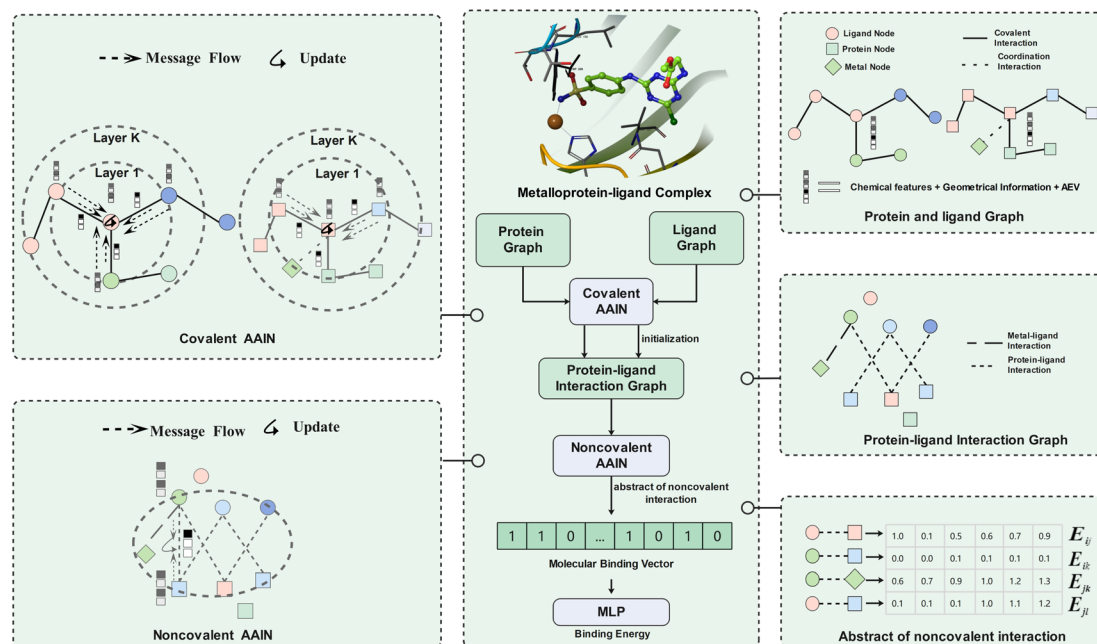 Message Flow
Update
Layer K
Layer 1
Layer K
Layer 1
Covalent AAIN
Message Flow
Update
Noncovalent AAIN
Metalloprotein-ligand Complex
Protein
Graph
Ligand
Graph
Covalent
AAIN
initialization
Protein-ligand
Interaction Graph
Noncovalent
AAIN
abstract of noncovalent
interaction
1 1 0 ... 1 0 1 0
Molecular Binding Vector
MLP
Binding Energy
Ligand Node
Protein Node
Metal Node
Covalent
Interaction
Coordination
Interaction
Chemical features + Geometrical Information + AEV
Protein and ligand Graph
Metal-ligand
Interaction
Protein-ligand
Interaction
Protein-ligand Interaction Graph
1.0 0.1 0.5 0.6 0.7 0.9 Eij
0.0 0.0 0.1 0.1 0.1 0.1 Eik
0.6 0.7 0.9 1.0 1.2 1.3 Ejk
0.1 0.1 0.1 1.0 1.1 1.2 Ejl
Abstract of noncovalent interaction